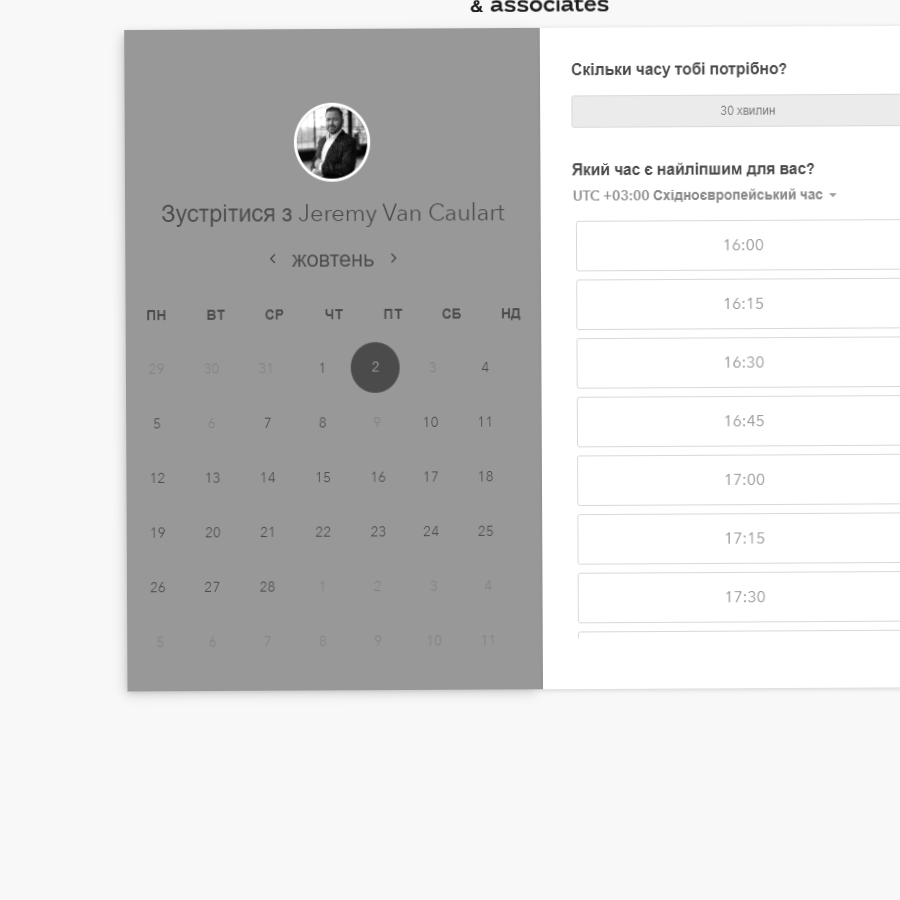 & associates
Зустрітися з Jeremy Van Caulart
жовтень
ПН ВТ СР ЧТ ПТ СБ НД
29 30 31 1 2 3 4
5 6 7 8 9 10 11
12 13 14 15 16 17 18
19 20 21 22 23 24 25
26 27 28 1 2 3 4
5 6 7 8 9 10 11
Скільки часу тобі потрібно?
30 хвилин
Який час є найліпшим для вас?
UTC +03:00 Східноєвропейський час
16:00
16:15
16:30
16:45
17:00
17:15
17:30